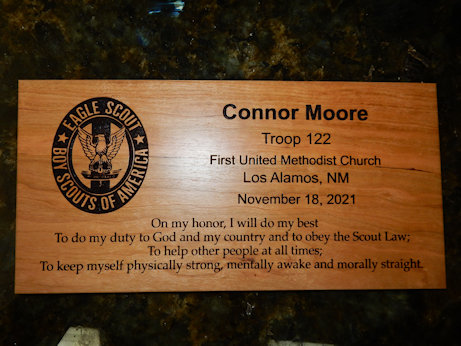 EAGLE SCOUT
BOY SCOUTS OF AMERICA
Connor Moore
Troop 122
First United Methodist Church
Los Alamos, NM
November 18, 2021
On my honor, I will do my best
To do my duty to God and my country and to obey the Scout Law;
To help other people at all times;
To keep myself physically strong, mentally awake and morally straight.